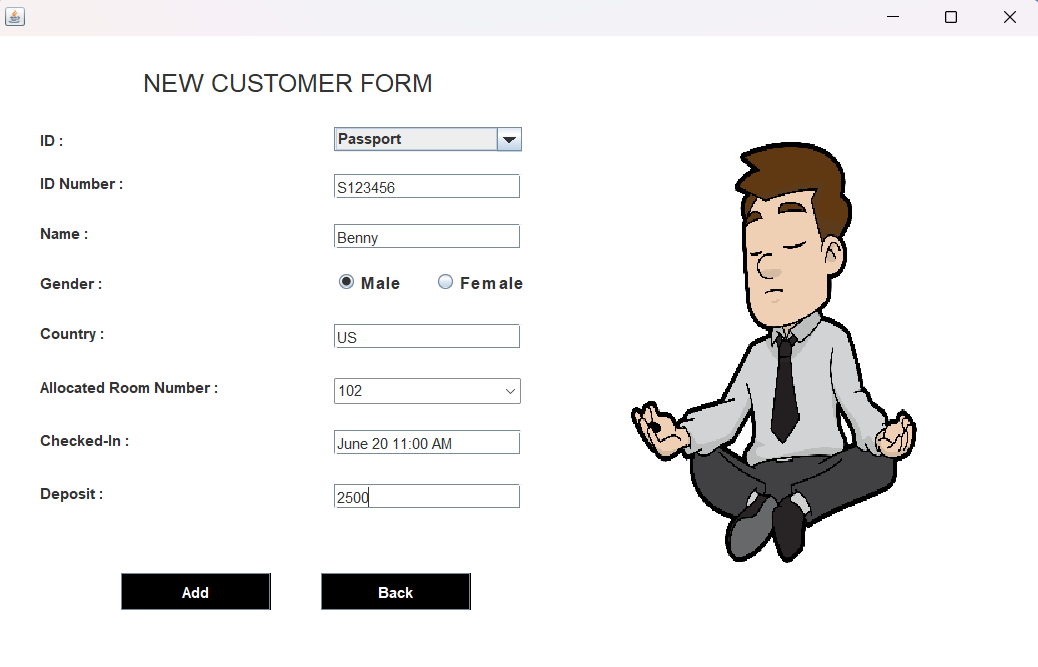 NEW CUSTOMER FORM
ID : Passport
ID Number : S123456
Name : Benny
Gender : Male Female
Country : US
Allocated Room Number : 102
Checked-In : June 20 11:00 AM
Deposit : 2500
Add Back